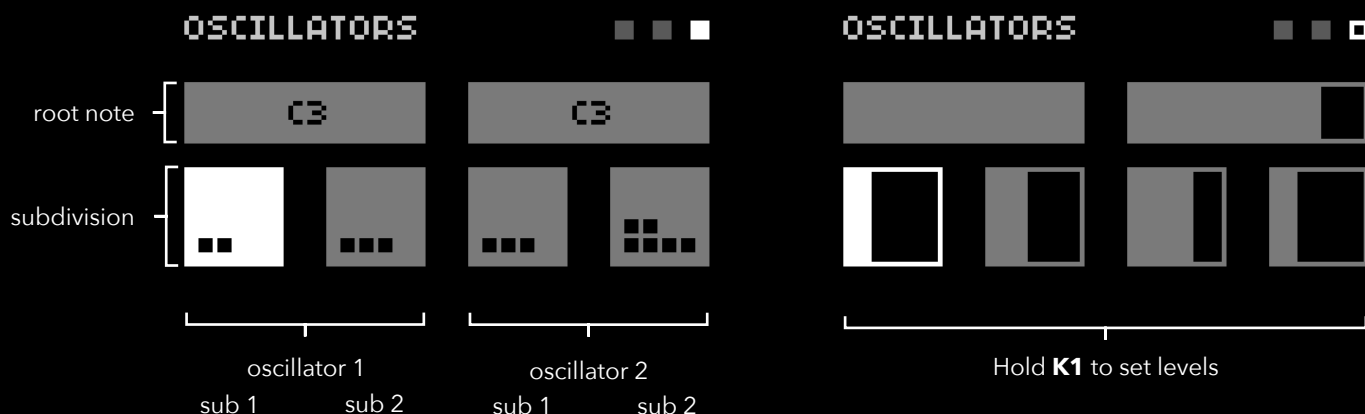 OSCILLATORS
OSCILLATORS
root note
C3
C3
subdivision
oscillator 1
oscillator 2
Hold K1 to set levels
sub 1
sub 2
sub 1
sub 2